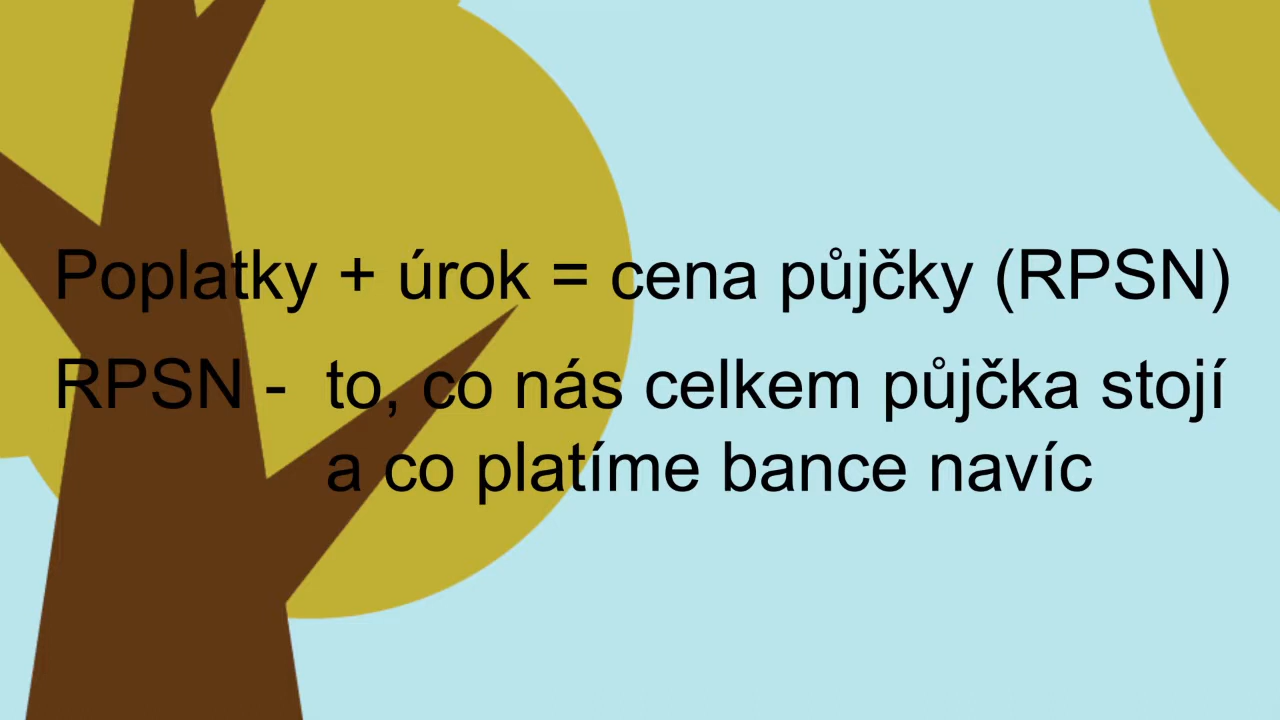 Poplatky + úrok = cena půjčky (RPSN)
RPSN - to, co nás celkem půjčka stojí
a co platíme bance navíc